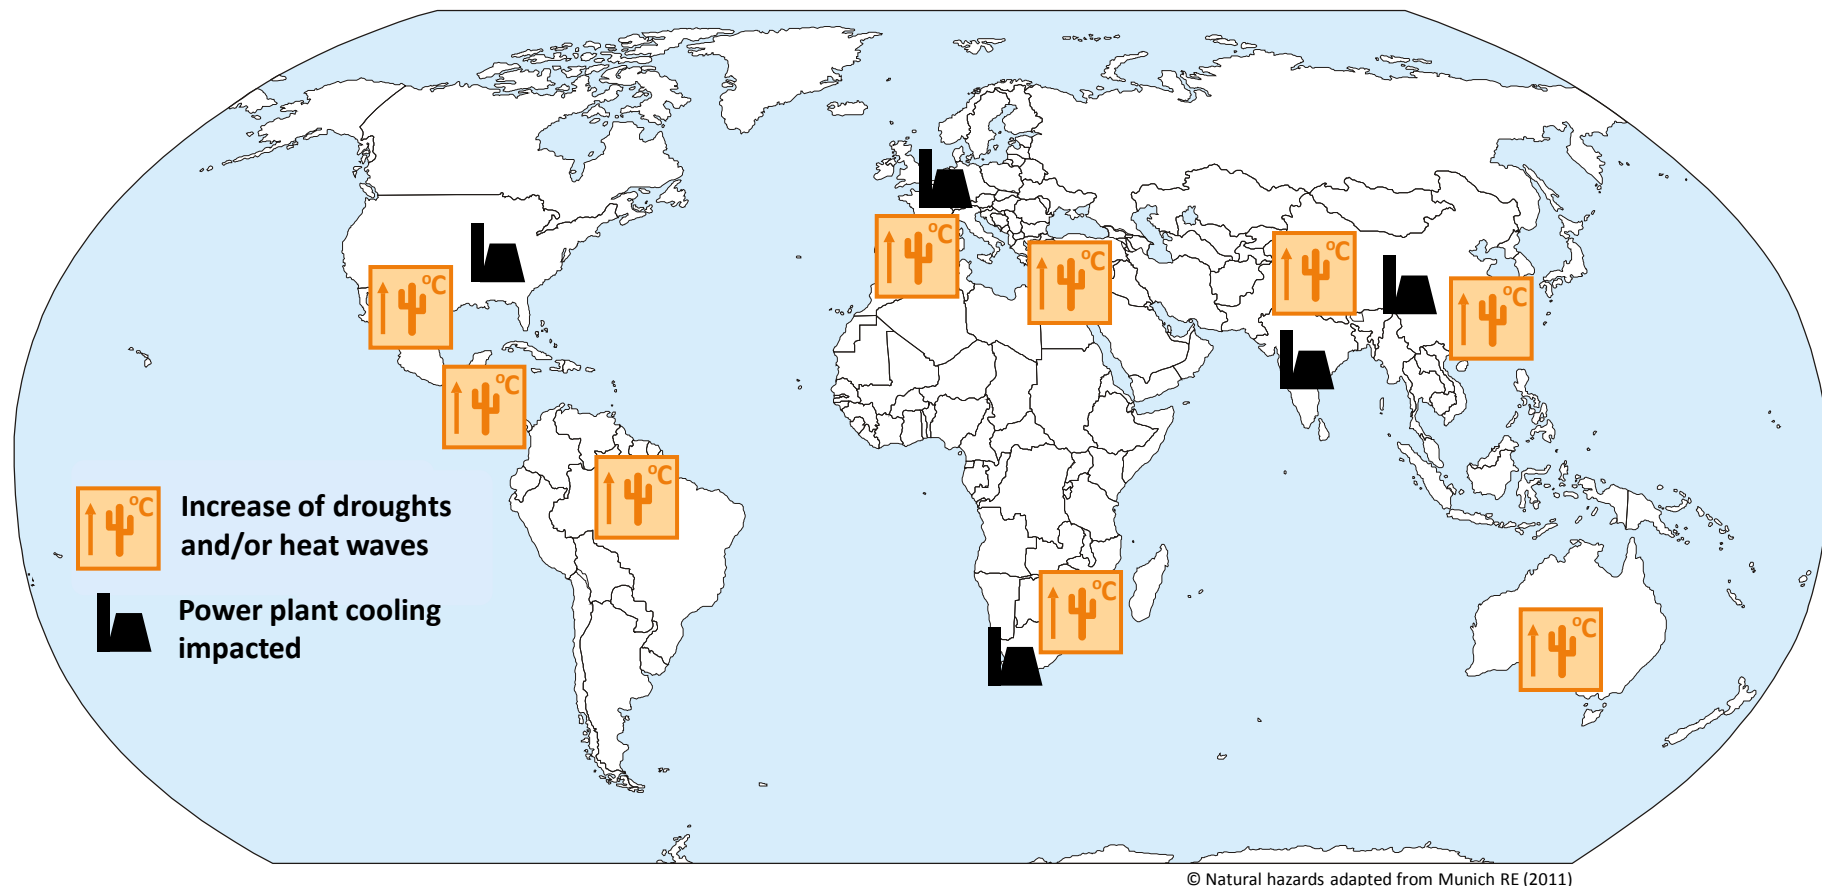 °C
°C
°C
°C
°C
°C
°C
°C
°C
°C
Increase of droughts
and/or heat waves
Power plant cooling
impacted
© Natural hazards adapted from Munich RE (2011)